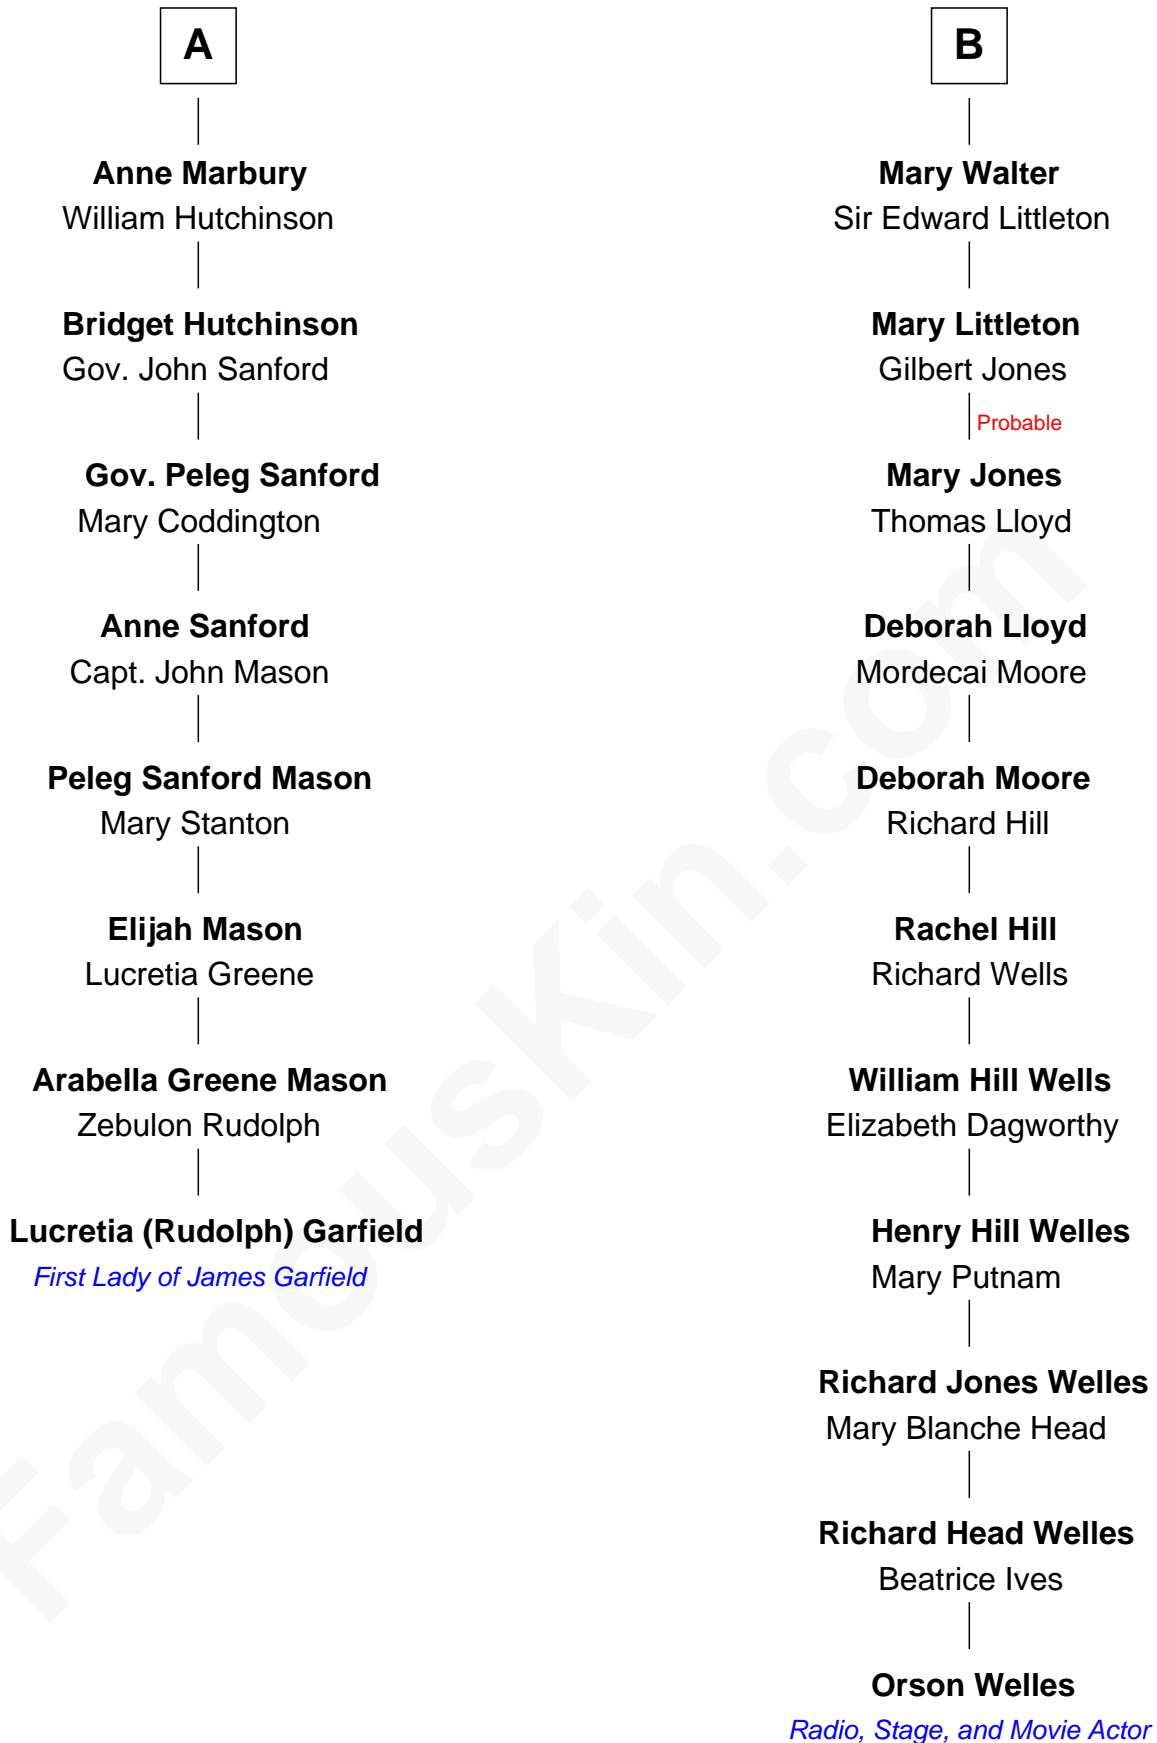 A
Anne Marbury
William Hutchinson
Bridget Hutchinson
Gov. John Sanford
Gov. Peleg Sanford
Mary Coddington
Anne Sanford
Capt. John Mason
Peleg Sanford Mason
Mary Stanton
Elijah Mason
Lucretia Greene
Arabella Greene Mason
Zebulon Rudolph
Lucretia (Rudolph) Garfield
First Lady of James Garfield
B
Mary Walter
Sir Edward Littleton
Mary Littleton
Gilbert Jones
Probable
Mary Jones
Thomas Lloyd
Deborah Lloyd
Mordecai Moore
Deborah Moore
Richard Hill
Rachel Hill
Richard Wells
William Hill Wells
Elizabeth Dagworthy
Henry Hill Welles
Mary Putnam
Richard Jones Welles
Mary Blanche Head
Richard Head Welles
Beatrice Ives
Orson Welles
Radio, Stage, and Movie Actor
FamousKin.com